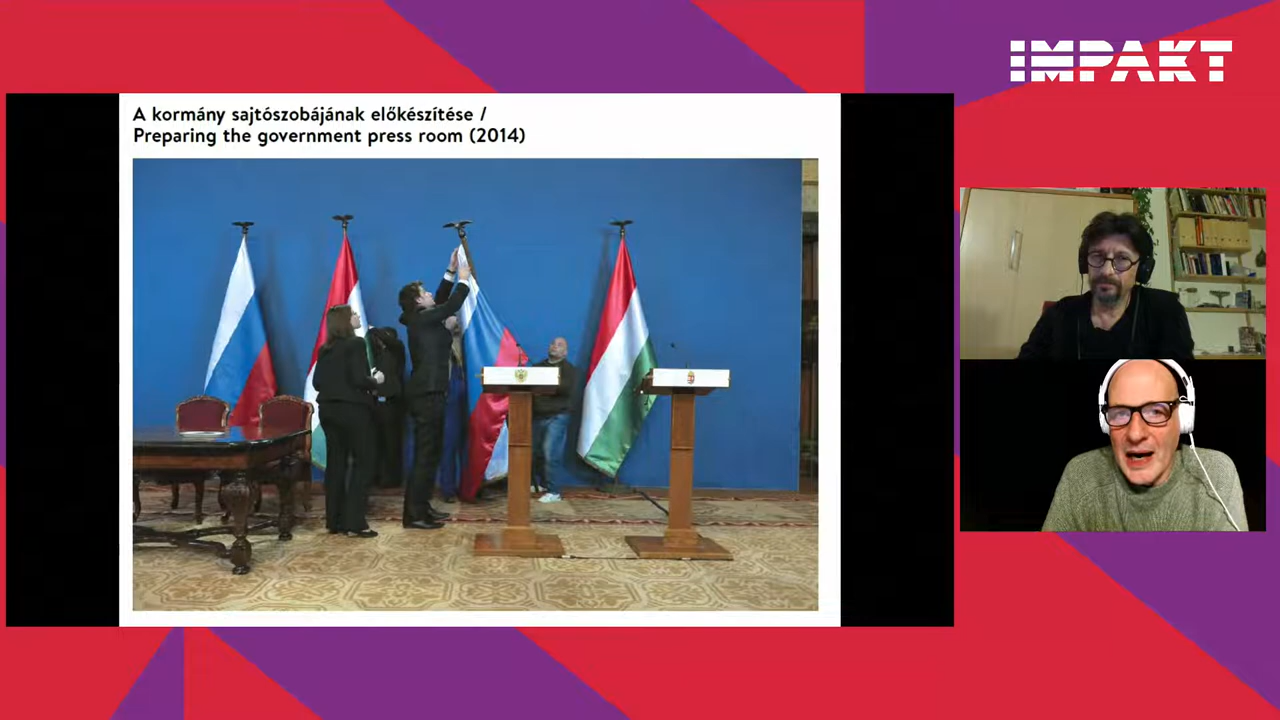 IMPAKT
A kormány sajtószobájának előkészítése /
Preparing the government press room (2014)